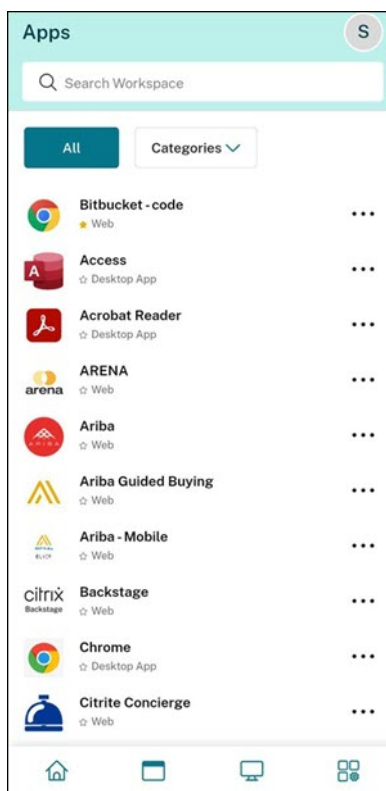 Apps
S
Search Workspace
All
Categories
Bitbucket - code
Web
A
Access
Desktop App
Acrobat Reader
Desktop App
arena
ARENA
Web
ARIBA
Ariba
Web
Ariba Guided Buying
Web
Ariba - Mobile
Web
citrix
Backstage
Backstage
Web
Chrome
Desktop App
Citrite Concierge
Web